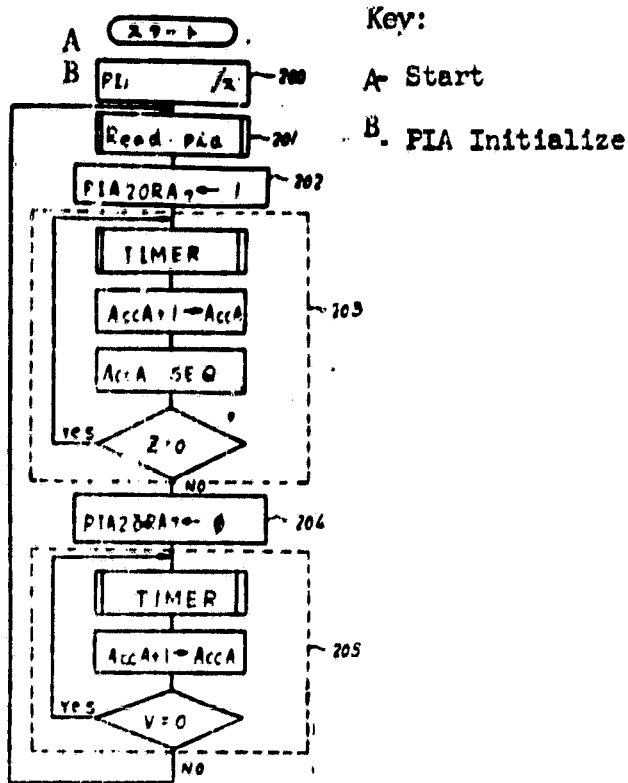 Key:
A スタート
A- Start
B PIA
200
B. PIA Initialize
Read pia
201
PIA20RA7← 1
202
TIMER
AccA+1→AccA
203
AccA SEQ
Yes
Z=0
NO
PIA20RA7← 0
204
TIMER
AccA+1→AccA
205
Yes
V=0
NO